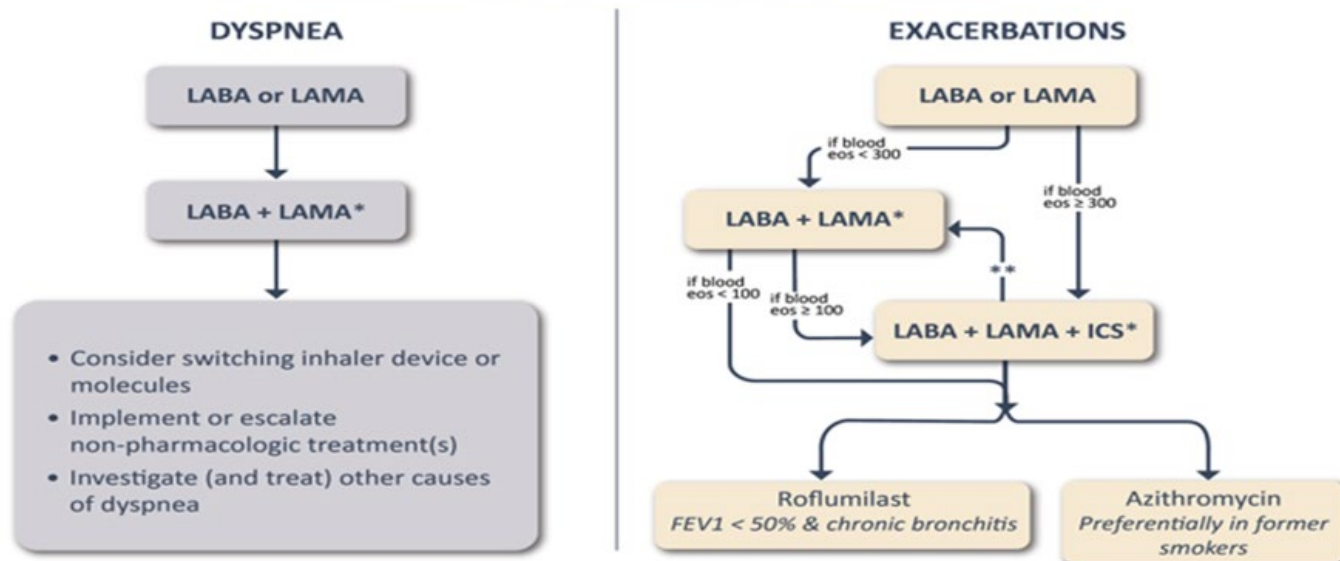 DYSPNEA
LABA or LAMA
LABA + LAMA*
• Consider switching inhaler device or
molecules
• Implement or escalate
non-pharmacologic treatment(s)
• Investigate (and treat) other causes
of dyspnea
EXACERBATIONS
LABA or LAMA
if blood
eos < 300
if blood
eos ≥ 300
LABA + LAMA*
**
if blood
eos < 100
if blood
eos ≥ 100
LABA + LAMA + ICS*
Roflumilast
FEV1 < 50% & chronic bronchitis
Azithromycin
Preferentially in former
smokers